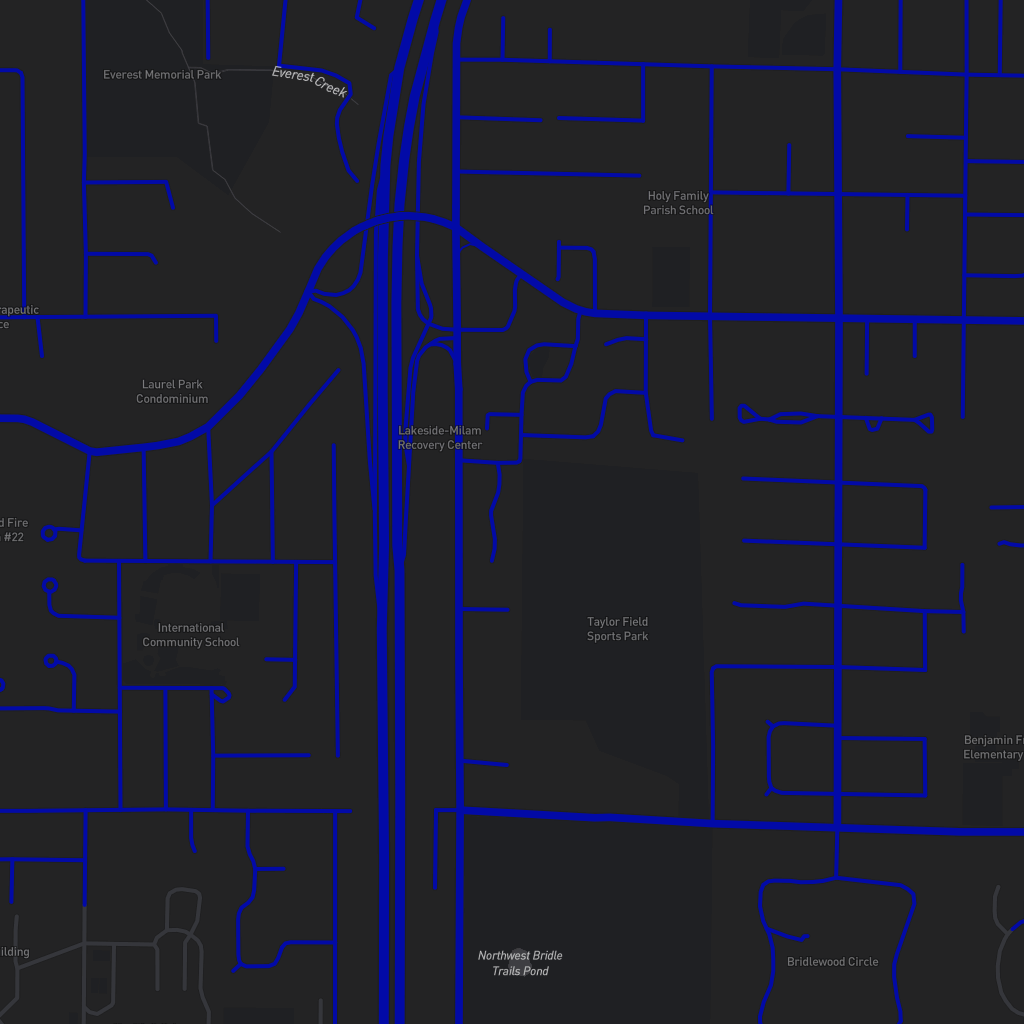 Everest Memorial Park
Everest Creek
Holy Family
Parish School
rapeutic
ce
Laurel Park
Condominium
Lakeside-Milam
Recovery Center
d Fire
#22
International
Community School
Taylor Field
Sports Park
Benjamin Fr
Elementary
ilding
Northwest Bridle
Trails Pond
Bridlewood Circle